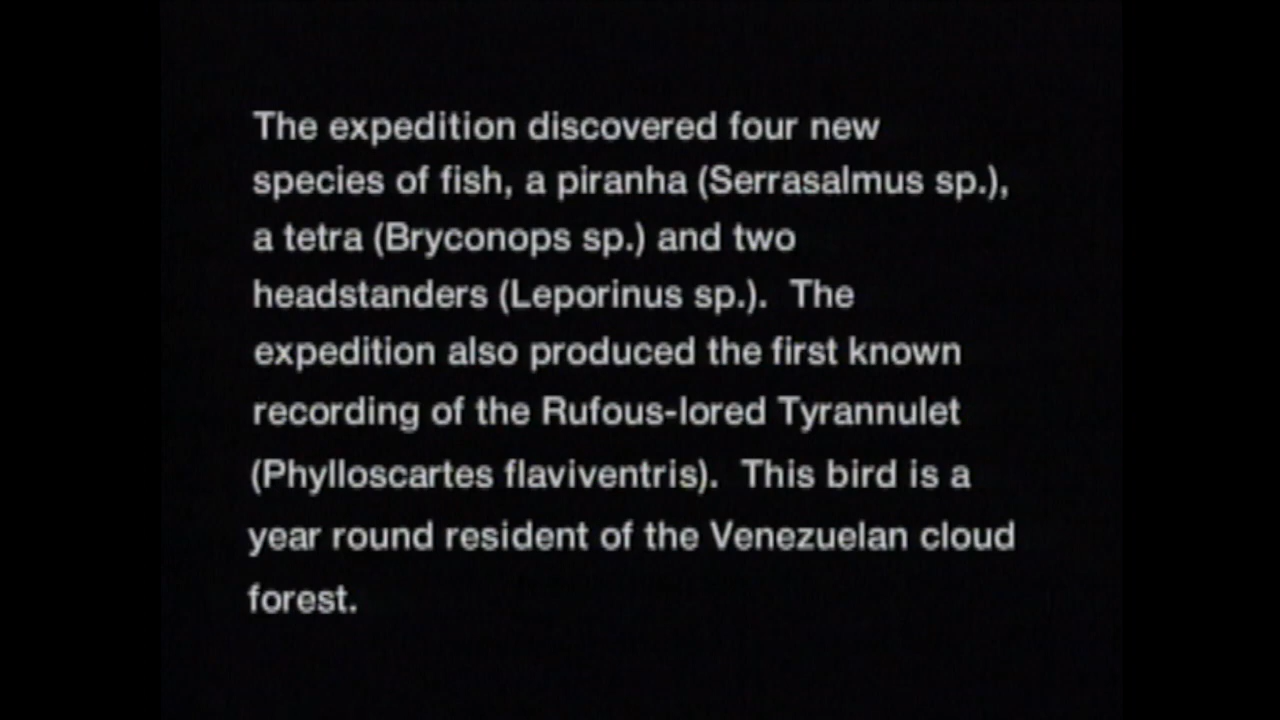 The expedition discovered four new
species of fish, a piranha (Serrasalmus sp.),
a tetra (Bryconops sp.) and two
headstanders (Leporinus sp.).  The
expedition also produced the first known
recording of the Rufous-lored Tyrannulet
(Phylloscartes flaviventris).  This bird is a
year round resident of the Venezuelan cloud
forest.